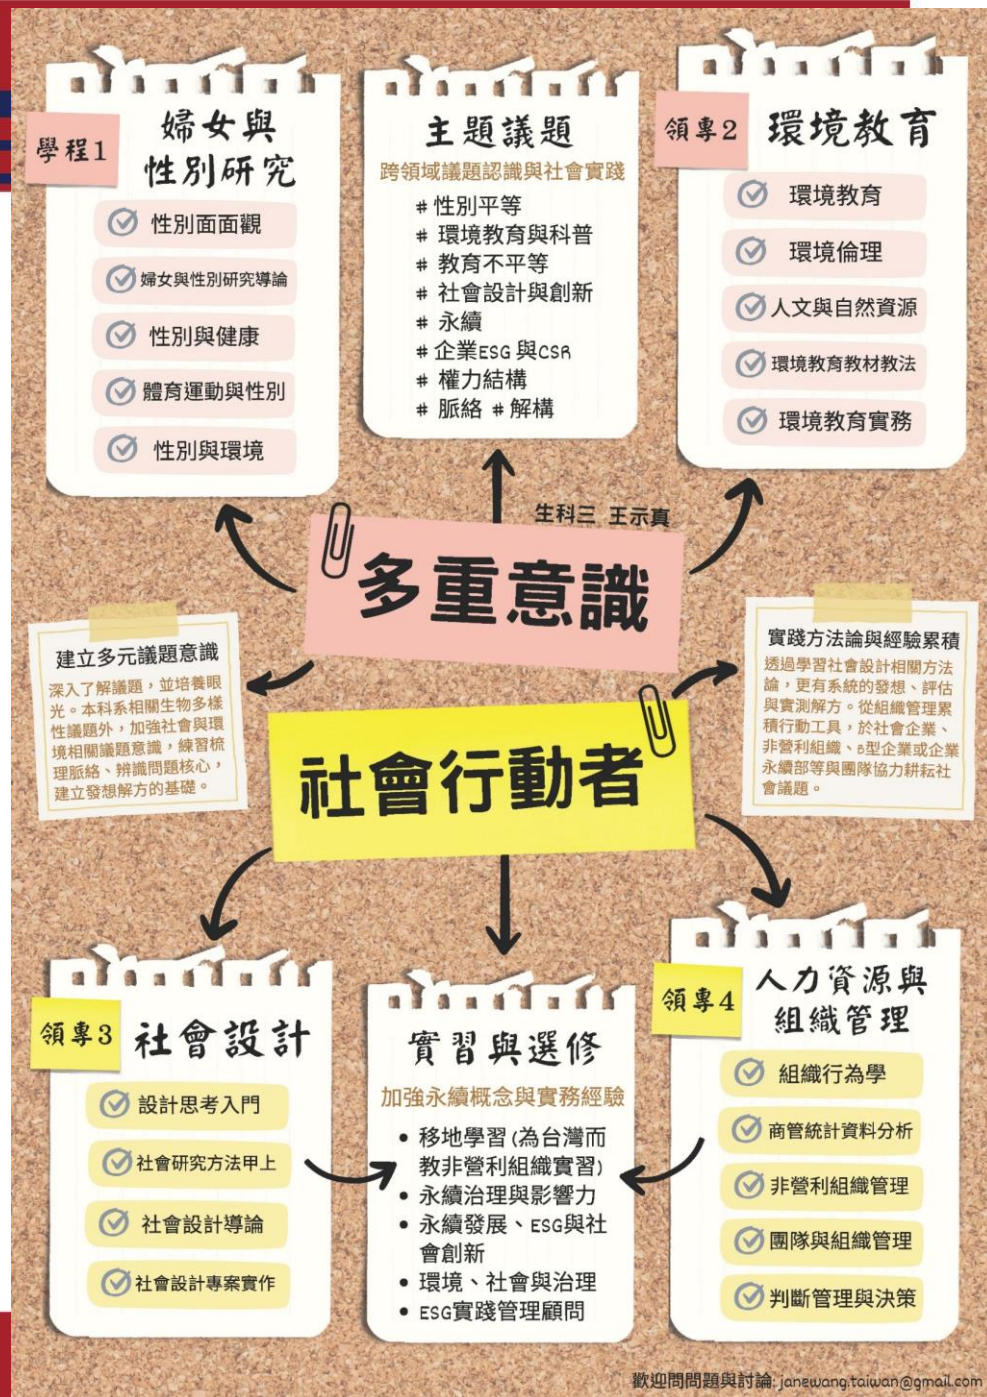 學程1
婦女與
性別研究
性別面面觀
婦女與性別研究導論
性別與健康
體育運動與性別
性別與環境
主題議題
跨領域議題認識與社會實踐
# 性別平等
# 環境教育與科普
# 教育不平等
# 社會設計與創新
# 永續
# 企業ESG 與CSR
# 權力結構
# 脈絡 # 解構
領專2
環境教育
環境教育
環境倫理
人文與自然資源
環境教育教材教法
環境教育實務
生科三 王示真
多重意識
建立多元議題意識
深入了解議題，並培養眼
光。本科系相關生物多樣
性議題外，加強社會與環
境相關議題意識，練習梳
理脈絡、辨識問題核心，
建立發想解方的基礎。
實踐方法論與經驗累積
透過學習社會設計相關方法
論，更有系統的發想、評估
與實測解方。從組織管理累
積行動工具，於社會企業、
非營利組織、B型企業或企業
永續部等與團隊協力耕耘社
會議題。
社會行動者
領專3
社會設計
設計思考入門
社會研究方法甲上
社會設計導論
社會設計專案實作
實習與選修
加強永續概念與實務經驗
• 移地學習(為台灣而
教非營利組織實習)
• 永續治理與影響力
• 永續發展、ESG與社
會創新
• 環境、社會與治理
• ESG實踐管理顧問
領專4
人力資源與
組織管理
組織行為學
商管統計資料分析
非營利組織管理
團隊與組織管理
判斷管理與決策
歡迎問問題與討論: janewang.taiwan@gmail.com